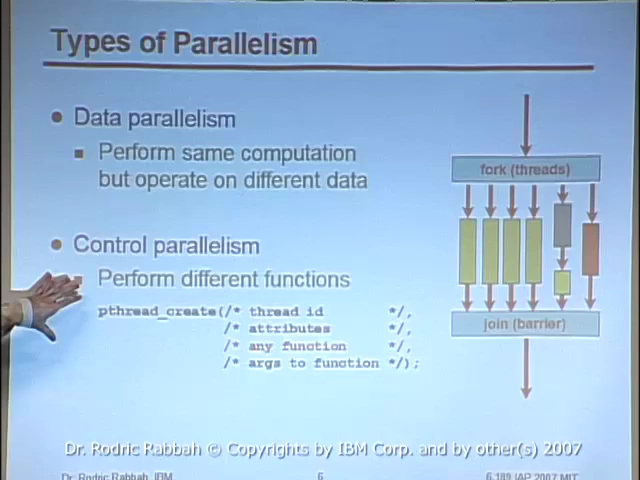 Types of Parallelism
Data parallelism
Perform same computation
but operate on different data
Control parallelism
Perform different functions
pthread_create(/* thread id */,
/* attributes */,
/* any function */,
/* args to function */);
fork (threads)
join (barrier)
Dr. Rodric Rabbah © Copyrights by IBM Corp. and by other(s) 2007
Dr. Rodric Rabbah, IBM
6
6.189 IAP 2007 MIT